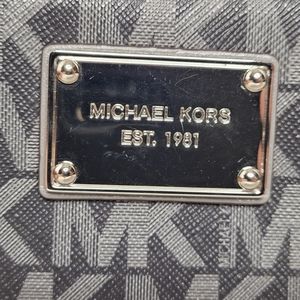 MICHAEL KORS
EST. 1981